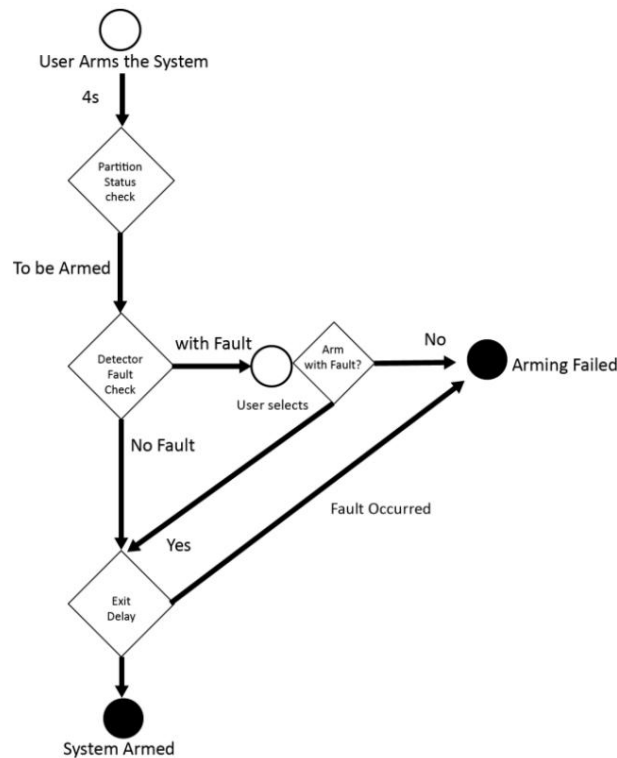 User Arms the System
4s
Partition
Status
check
To be Armed
Detector
Fault
Check
with Fault
User selects
Arm
with Fault?
No
Arming Failed
No Fault
Yes
Fault Occurred
Exit
Delay
System Armed